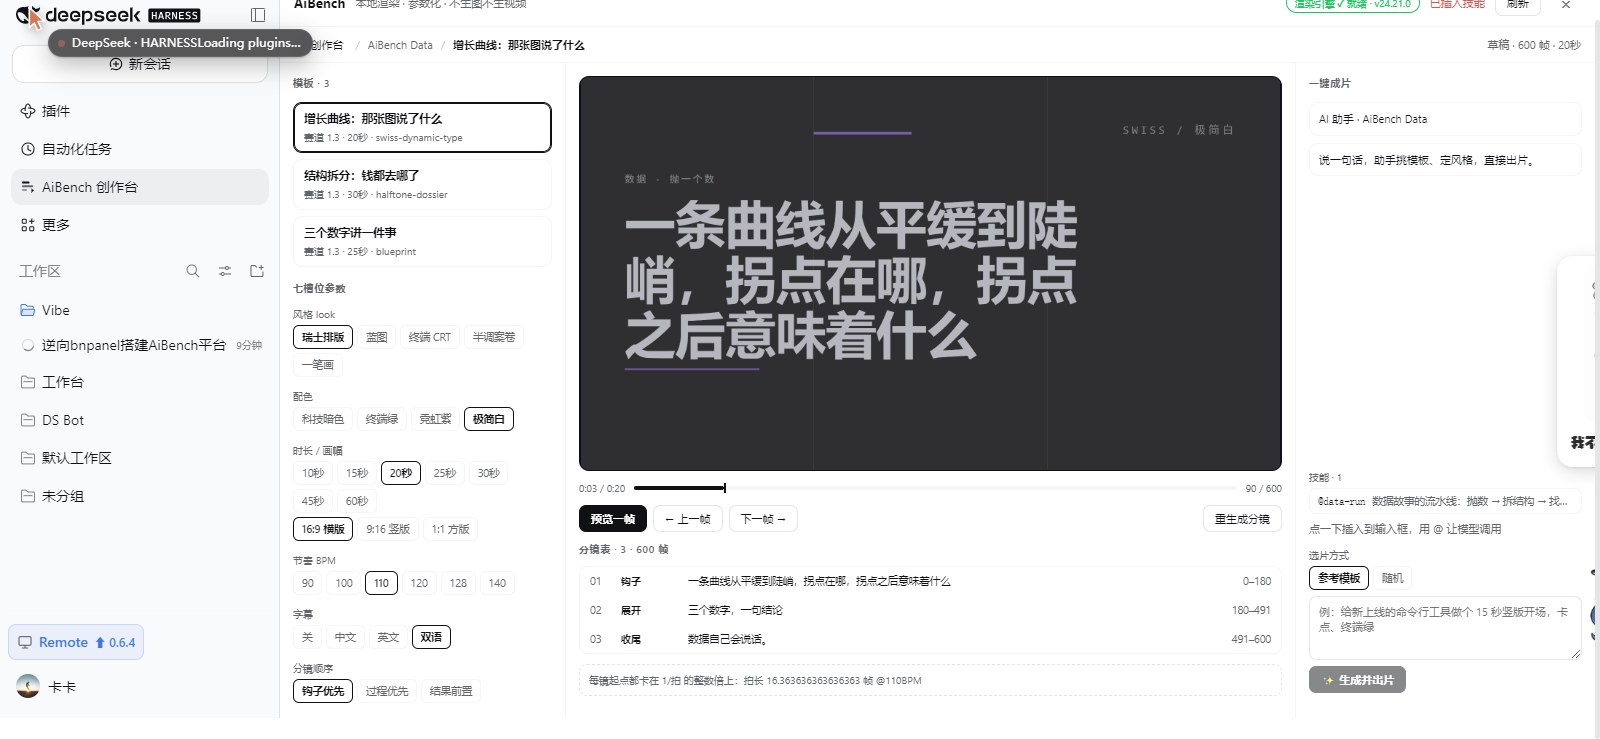 deepseek HARNESS
DeepSeek · HARNESSLoading plugins...
新会话
插件
自动化任务
AiBench 创作台
更多
工作区
Vibe
逆向bnpanel搭建AiBench平台 9分钟
工作台
DS Bot
默认工作区
未分组
Remote 0.6.4
卡卡
AiBench 本地渲染 · 参数化 · 不生图不生视频
渲染引擎 ✓ 就绪 · v24.21.0 已插入技能 刷新 ×
创作台 / AiBench Data / 增长曲线：那张图说了什么
草稿 · 600 帧 · 20秒
模板 · 3
增长曲线：那张图说了什么
赛道 1.3 · 20秒 · swiss-dynamic-type
结构拆分：钱都去哪了
赛道 1.3 · 30秒 · halftone-dossier
三个数字讲一件事
赛道 1.3 · 25秒 · blueprint
七槽位参数
风格 look
瑞士排版 蓝图 终端 CRT 半调案卷
一笔画
配色
科技暗色 终端绿 霓虹紫 极简白
时长 / 画幅
10秒 15秒 20秒 25秒 30秒
45秒 60秒
16:9 横版 9:16 竖版 1:1 方版
节奏 BPM
90 100 110 120 128 140
字幕
关 中文 英文 双语
分镜顺序
钩子优先 过程优先 结果前置
SWISS / 极简白
数据 · 抛一个数
一条曲线从平缓到陡
峭，拐点在哪，拐点
之后意味着什么
0:03 / 0:20 90 / 600
预览一帧 ← 上一帧 下一帧 → 重生成分镜
分镜表 · 3 · 600 帧
01 钩子 一条曲线从平缓到陡峭，拐点在哪，拐点之后意味着什么 0–180
02 展开 三个数字，一句结论 180–491
03 收尾 数据自己会说话。 491–600
每镜起点都卡在 1/拍 的整数倍上：拍长 16.363636363636363 帧 @110BPM
一键成片
AI 助手 · AiBench Data
说一句话，助手挑模板、定风格，直接出片。
技能 · 1
@data-run 数据故事的流水线：抛数 → 拆结构 → 找...
点一下插入到输入框，用 @ 让模型调用
选片方式
参考模板 随机
例：给新上线的命令行工具做个 15 秒竖版开场，卡
点、终端绿
✨ 生成并出片